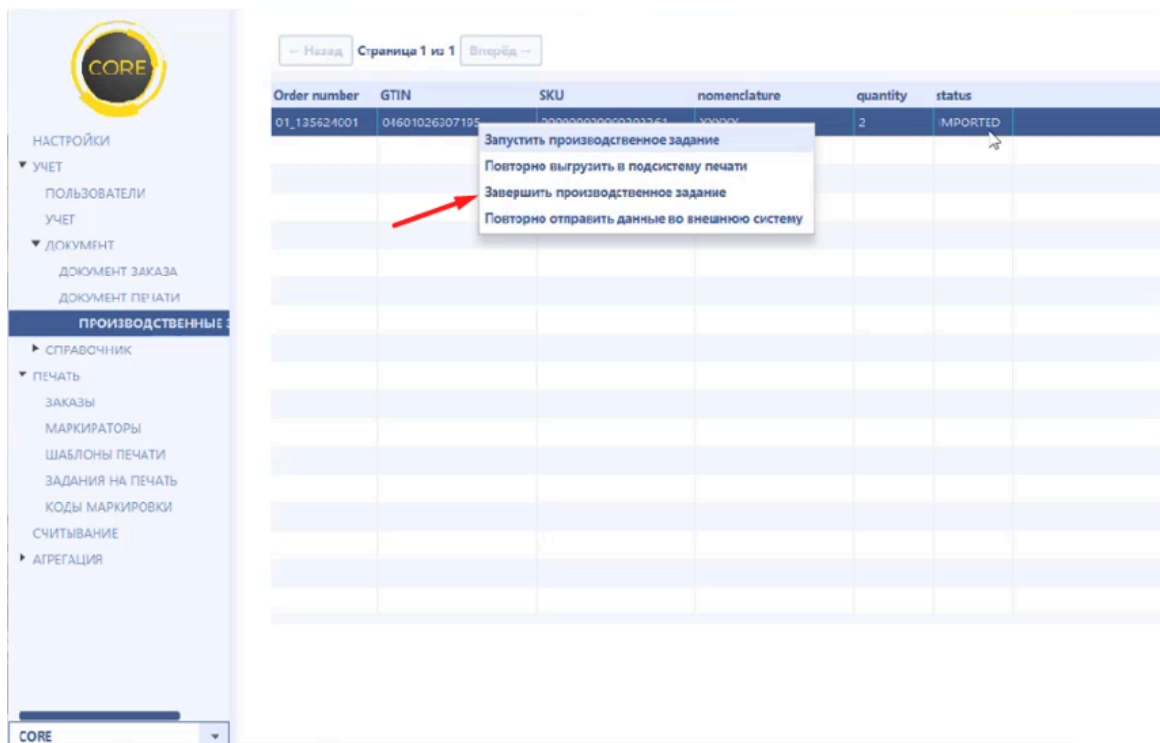 CORE
← Назад Страница 1 из 1 Вперёд →
Order number GTIN SKU nomenclature quantity status
01_135624001 04601026307195 XXXXX 2 IMPORTED
Запустить производственное задание
Повторно выгрузить в подсистему печати
Завершить производственное задание
Повторно отправить данные во внешнюю систему
НАСТРОЙКИ
УЧЕТ
ПОЛЬЗОВАТЕЛИ
УЧЕТ
ДОКУМЕНТ
ДОКУМЕНТ ЗАКАЗА
ДОКУМЕНТ ПЕЧАТИ
ПРОИЗВОДСТВЕННЫЕ З
СПРАВОЧНИК
ПЕЧАТЬ
ЗАКАЗЫ
МАРКИРАТОРЫ
ШАБЛОНЫ ПЕЧАТИ
ЗАДАНИЯ НА ПЕЧАТЬ
КОДЫ МАРКИРОВКИ
СЧИТЫВАНИЕ
АГРЕГАЦИЯ
CORE